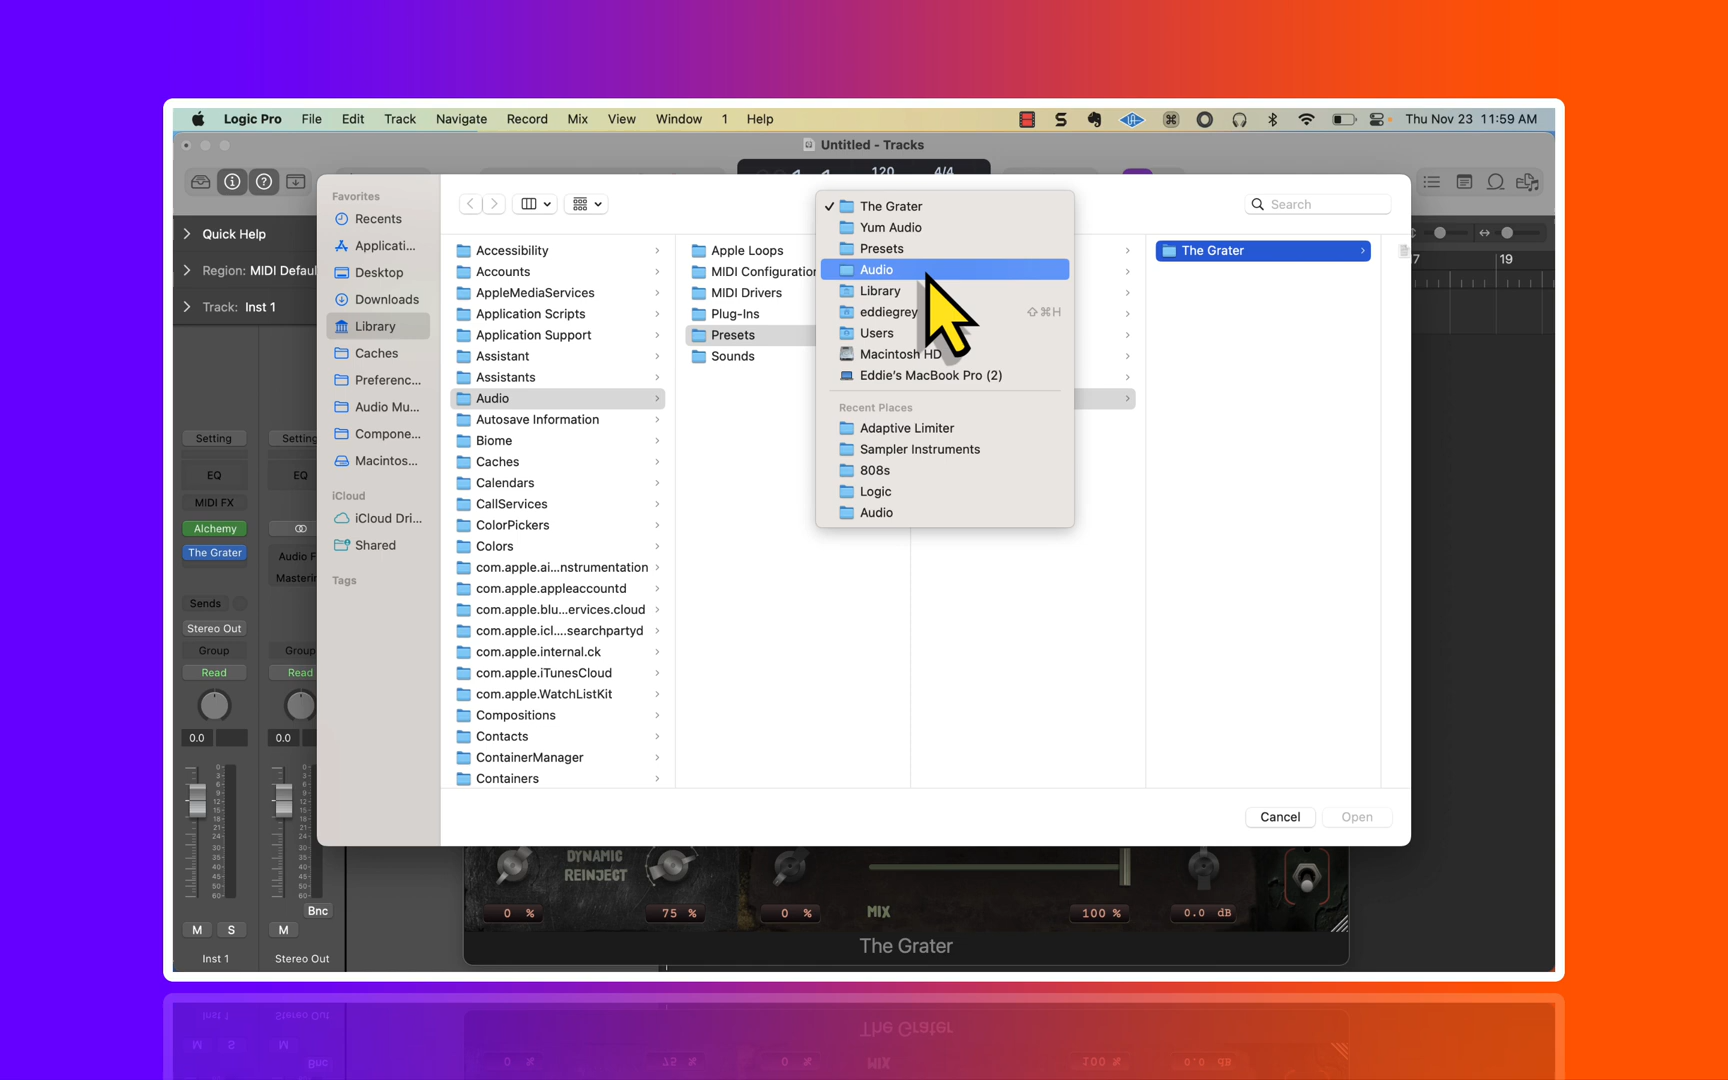 Logic Pro File Edit Track Navigate Record Mix View Window 1 Help
Thu Nov 23 11:59 AM
Untitled - Tracks
120
4/4
Quick Help
Region: MIDI Defaul
Track: Inst 1
7
19
Favorites
Recents
Applicati...
Desktop
Downloads
Library
Caches
Preferenc...
Audio Mu...
Compone...
Macintos...
iCloud
iCloud Dri...
Shared
Tags
Search
Accessibility
Accounts
AppleMediaServices
Application Scripts
Application Support
Assistant
Assistants
Audio
Autosave Information
Biome
Caches
Calendars
CallServices
ColorPickers
Colors
com.apple.ai...nstrumentation
com.apple.appleaccountd
com.apple.blu...ervices.cloud
com.apple.icl....searchpartyd
com.apple.internal.ck
com.apple.iTunesCloud
com.apple.WatchListKit
Compositions
Contacts
ContainerManager
Containers
Apple Loops
MIDI Configuration
MIDI Drivers
Plug-Ins
Presets
Sounds
The Grater
Yum Audio
Presets
Audio
Library
eddiegrey
⇧⌘H
Users
Macintosh HD
Eddie's MacBook Pro (2)
Recent Places
Adaptive Limiter
Sampler Instruments
808s
Logic
Audio
The Grater
Cancel
Open
Setting
Setting
EQ
EQ
MIDI FX
Alchemy
The Grater
Audio F
Masterin
Sends
Stereo Out
Group
Group
Read
Read
0.0
0.0
Bnc
M S
M
Inst 1
Stereo Out
DYNAMIC
REINJECT
0 %
75 %
0 %
MIX
100 %
0.0 dB
The Grater